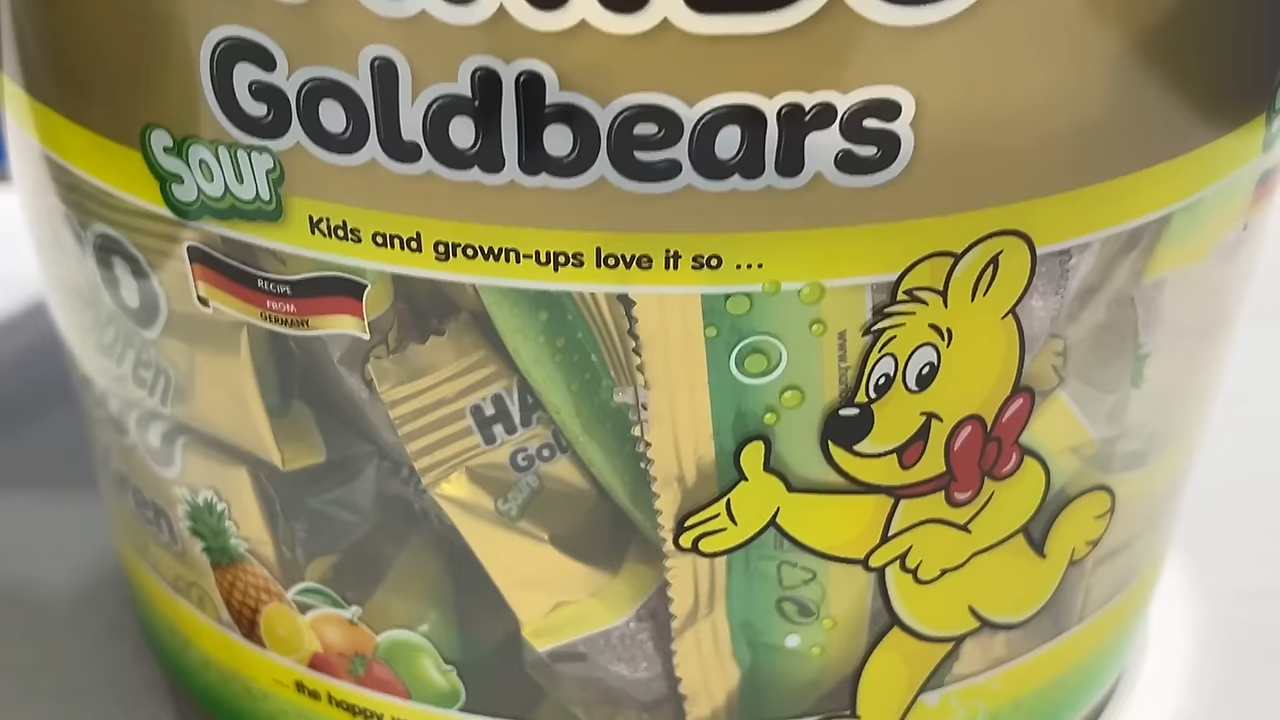 Goldbears
Sour
Kids and grown-ups love it so ...
RECIPE
FROM
GERMANY
HA
Gol
Sour
... the happy